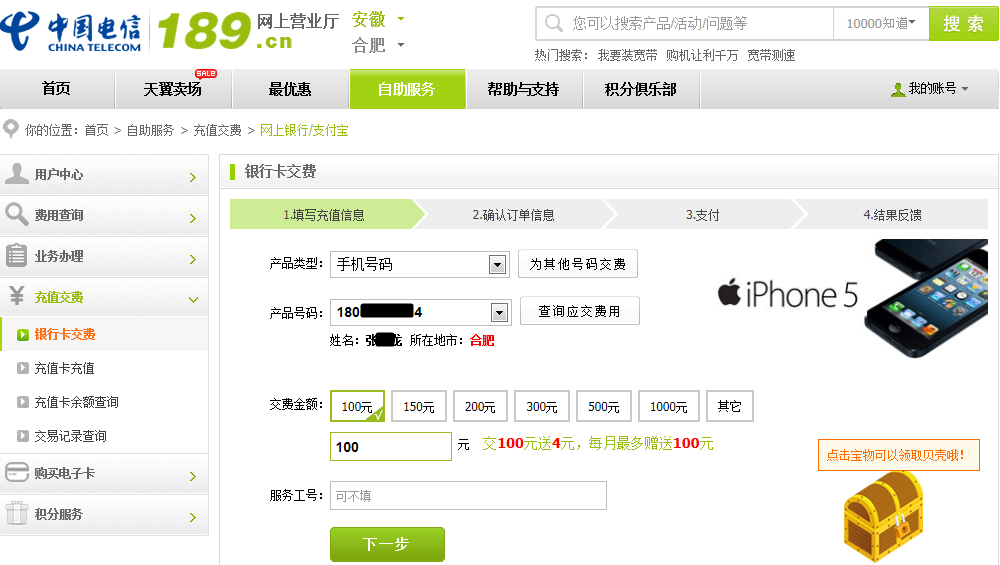 中国电信
CHINA TELECOM
189.cn
网上营业厅
安徽
合肥
您可以搜索产品/活动/问题等
10000知道
搜 索
热门搜索： 我要装宽带 购机让利千万 宽带测速
首页
天翼卖场
SALE
最优惠
自助服务
帮助与支持
积分俱乐部
我的账号
你的位置：首页 > 自助服务 > 充值交费 > 网上银行/支付宝
用户中心
费用查询
业务办理
充值交费
银行卡交费
充值卡充值
充值卡余额查询
交易记录查询
购买电子卡
积分服务
银行卡交费
1.填写充值信息
2.确认订单信息
3.支付
4.结果反馈
产品类型： 手机号码 为其他号码交费
产品号码： 180 4 查询应交费用
姓名：张 龙 所在地市：合肥
iPhone 5
交费金额： 100元 150元 200元 300元 500元 1000元 其它
100 元 交100元送4元，每月最多赠送100元
点击宝物可以领取贝壳哦！
服务工号： 可不填
下一步